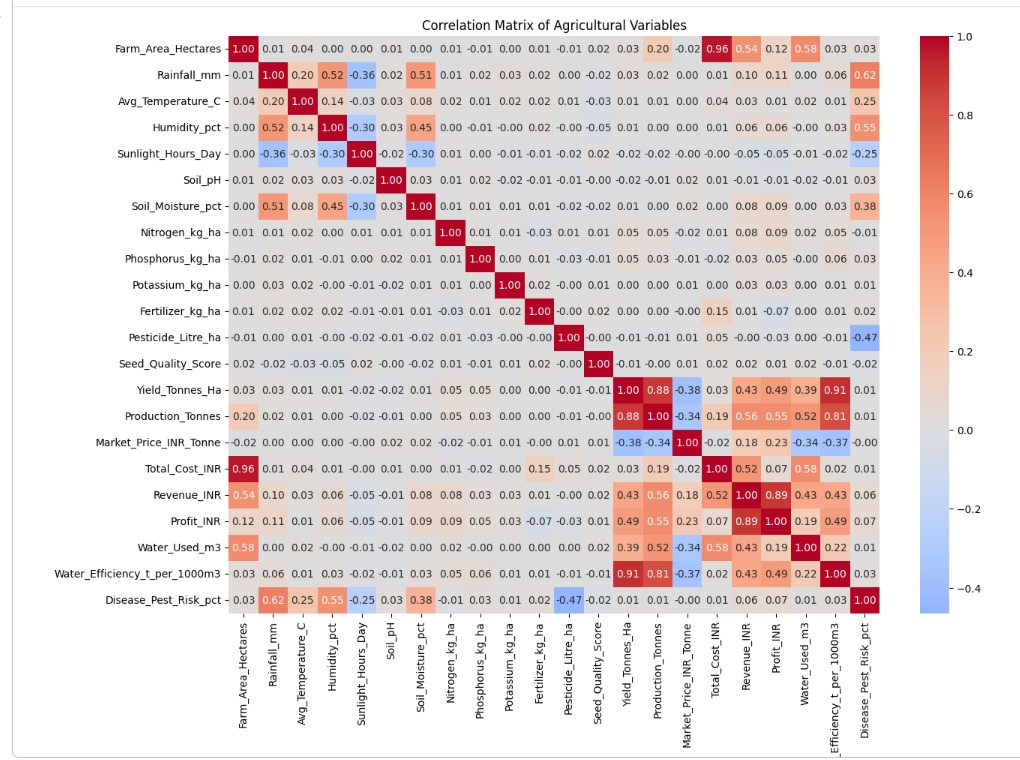 Correlation Matrix of Agricultural Variables
Farm_Area_Hectares 1.00 0.01 0.04 0.00 0.00 0.01 0.00 0.01 -0.01 0.00 0.01 -0.01 0.02 0.03 0.20 -0.02 0.96 0.54 0.12 0.58 0.03 0.03
Rainfall_mm 0.01 1.00 0.20 0.52 -0.36 0.02 0.51 0.01 0.02 0.03 0.02 0.00 -0.02 0.03 0.02 0.00 0.01 0.10 0.11 0.00 0.06 0.62
Avg_Temperature_C 0.04 0.20 1.00 0.14 -0.03 0.03 0.08 0.02 0.01 0.02 0.02 0.01 -0.03 0.01 0.01 0.00 0.04 0.03 0.01 0.02 0.01 0.25
Humidity_pct 0.00 0.52 0.14 1.00 -0.30 0.03 0.45 0.00 -0.01 -0.00 0.02 -0.00 -0.05 0.01 0.00 0.00 0.01 0.06 0.06 -0.00 0.03 0.55
Sunlight_Hours_Day 0.00 -0.36 -0.03 -0.30 1.00 -0.02 -0.30 0.01 0.00 -0.01 -0.01 -0.02 0.02 -0.02 -0.02 -0.00 -0.00 -0.05 -0.05 -0.01 -0.02 -0.25
Soil_pH 0.01 0.02 0.03 0.03 -0.02 1.00 0.03 0.01 0.02 -0.02 -0.01 -0.01 -0.00 -0.02 -0.01 0.02 0.01 -0.01 -0.01 -0.02 -0.01 0.03
Soil_Moisture_pct 0.00 0.51 0.08 0.45 -0.30 0.03 1.00 0.01 0.01 0.01 0.01 -0.02 -0.02 0.01 0.00 0.02 0.00 0.08 0.09 -0.00 0.03 0.38
Nitrogen_kg_ha 0.01 0.01 0.02 0.00 0.01 0.01 0.01 1.00 0.01 0.01 -0.03 0.01 0.01 0.05 0.05 -0.02 0.01 0.08 0.09 0.02 0.05 -0.01
Phosphorus_kg_ha -0.01 0.02 0.01 -0.01 0.00 0.02 0.01 0.01 1.00 0.00 0.01 -0.03 -0.01 0.05 0.03 -0.01 -0.02 0.03 0.05 -0.00 0.06 0.03
Potassium_kg_ha 0.00 0.03 0.02 -0.00 -0.01 -0.02 0.01 0.01 0.00 1.00 0.02 -0.00 0.01 0.00 0.00 0.01 0.00 0.03 0.03 0.00 0.01 0.01
Fertilizer_kg_ha 0.01 0.02 0.02 0.02 -0.01 -0.01 0.01 -0.03 0.01 0.02 1.00 0.00 0.02 -0.00 0.00 -0.00 0.15 0.01 -0.07 0.00 0.01 0.02
Pesticide_Litre_ha -0.01 0.00 0.01 -0.00 -0.02 -0.01 -0.02 0.01 -0.03 -0.00 0.00 1.00 0.00 -0.01 -0.01 0.01 0.05 -0.00 -0.03 0.00 -0.01 -0.47
Seed_Quality_Score 0.02 -0.02 -0.03 -0.05 0.02 -0.00 -0.02 0.01 -0.01 0.01 0.02 0.00 1.00 -0.01 -0.00 0.01 0.02 0.02 0.01 0.02 -0.01 -0.02
Yield_Tonnes_Ha 0.03 0.03 0.01 0.01 -0.02 -0.02 0.01 0.05 0.05 0.00 -0.00 -0.01 -0.01 1.00 0.88 -0.38 0.03 0.43 0.49 0.39 0.91 0.01
Production_Tonnes 0.20 0.02 0.01 0.00 -0.02 -0.01 0.00 0.05 0.03 0.00 0.00 -0.01 -0.00 0.88 1.00 -0.34 0.19 0.56 0.55 0.52 0.81 0.01
Market_Price_INR_Tonne -0.02 0.00 0.00 0.00 -0.00 0.02 0.02 -0.02 -0.01 0.01 -0.00 0.01 0.01 -0.38 -0.34 1.00 -0.02 0.18 0.23 -0.34 -0.37 -0.00
Total_Cost_INR 0.96 0.01 0.04 0.01 -0.00 0.01 0.00 0.01 -0.02 0.00 0.15 0.05 0.02 0.03 0.19 -0.02 1.00 0.52 0.07 0.58 0.02 0.01
Revenue_INR 0.54 0.10 0.03 0.06 -0.05 -0.01 0.08 0.08 0.03 0.03 0.01 -0.00 0.02 0.43 0.56 0.18 0.52 1.00 0.89 0.43 0.43 0.06
Profit_INR 0.12 0.11 0.01 0.06 -0.05 -0.01 0.09 0.09 0.05 0.03 -0.07 -0.03 0.01 0.49 0.55 0.23 0.07 0.89 1.00 0.19 0.49 0.07
Water_Used_m3 0.58 0.00 0.02 -0.00 -0.01 -0.02 -0.00 0.02 -0.00 0.00 0.00 0.00 0.02 0.39 0.52 -0.34 0.58 0.43 0.19 1.00 0.22 0.01
Water_Efficiency_t_per_1000m3 0.03 0.06 0.01 0.03 -0.02 -0.01 0.03 0.05 0.06 0.01 0.01 -0.01 -0.01 0.91 0.81 -0.37 0.02 0.43 0.49 0.22 1.00 0.03
Disease_Pest_Risk_pct 0.03 0.62 0.25 0.55 -0.25 0.03 0.38 -0.01 0.03 0.01 0.02 -0.47 -0.02 0.01 0.01 -0.00 0.01 0.06 0.07 0.01 0.03 1.00
Farm_Area_Hectares
Rainfall_mm
Avg_Temperature_C
Humidity_pct
Sunlight_Hours_Day
Soil_pH
Soil_Moisture_pct
Nitrogen_kg_ha
Phosphorus_kg_ha
Potassium_kg_ha
Fertilizer_kg_ha
Pesticide_Litre_ha
Seed_Quality_Score
Yield_Tonnes_Ha
Production_Tonnes
Market_Price_INR_Tonne
Total_Cost_INR
Revenue_INR
Profit_INR
Water_Used_m3
_Efficiency_t_per_1000m3
Disease_Pest_Risk_pct
1.0
0.8
0.6
0.4
0.2
0.0
−0.2
−0.4